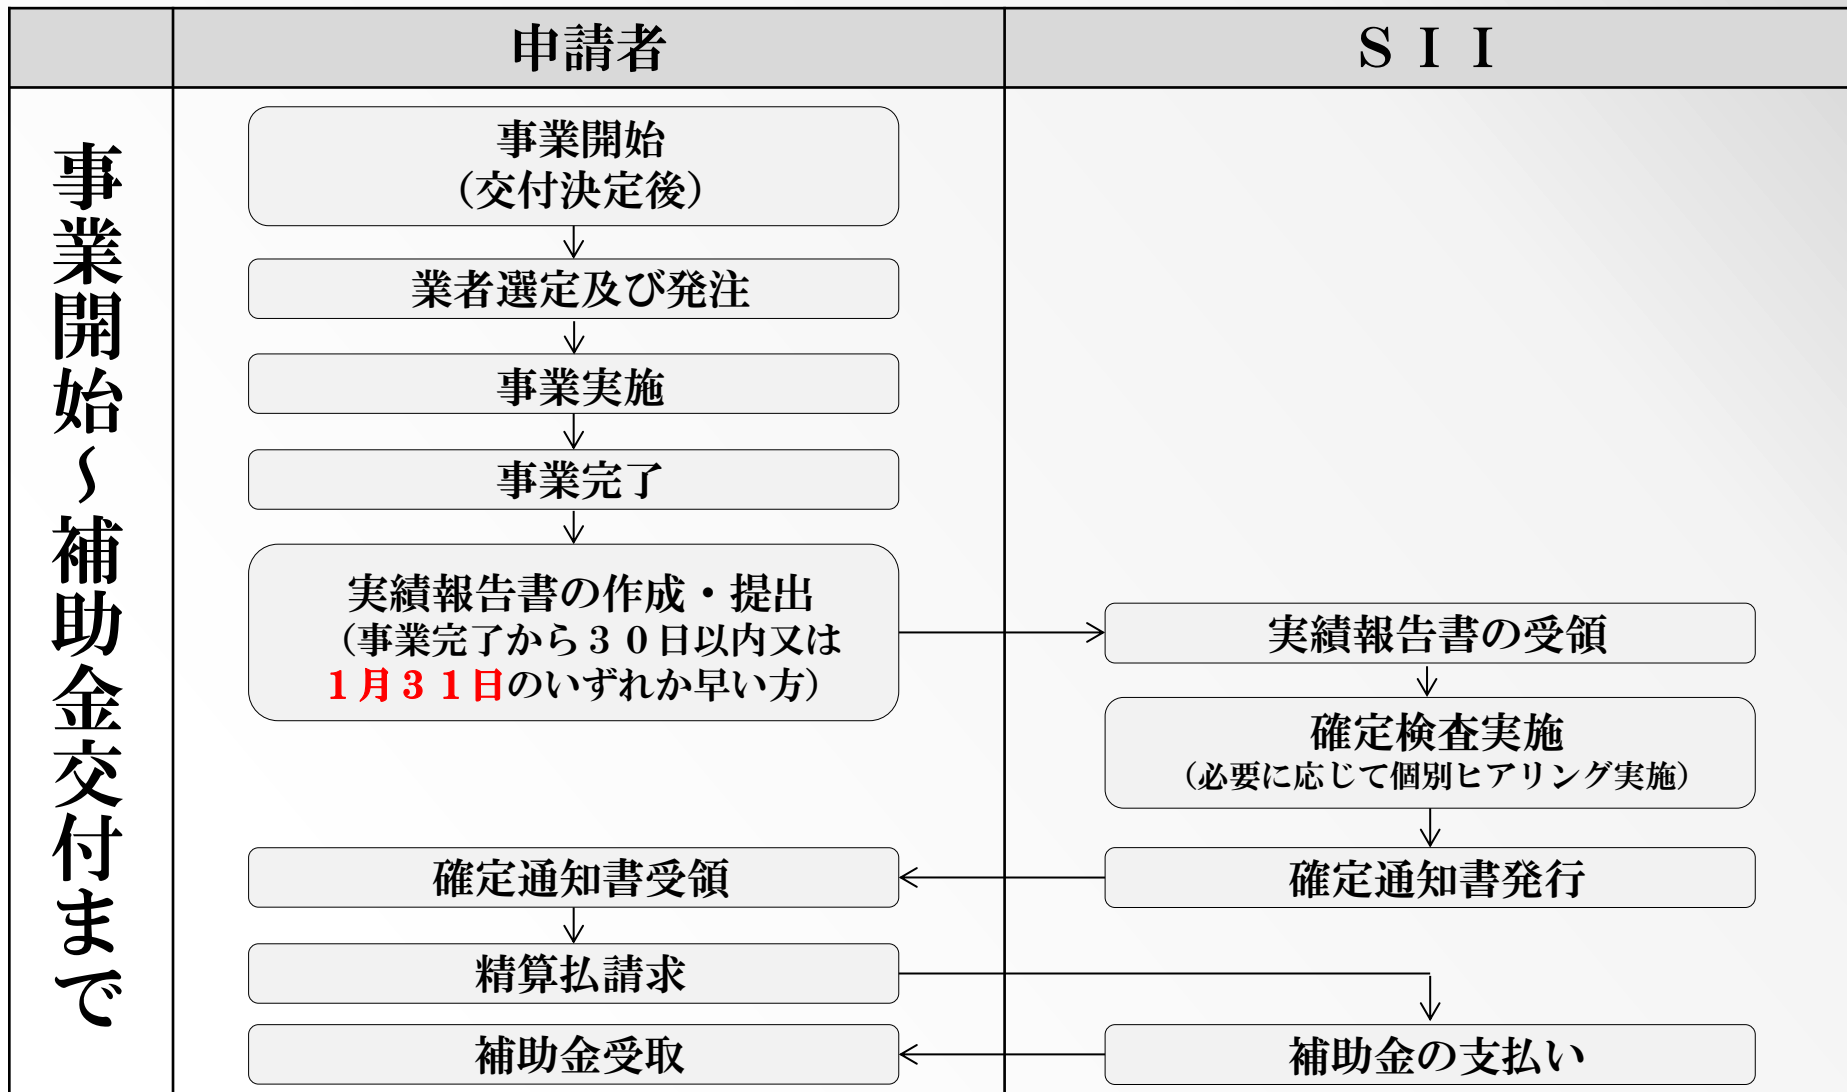 申請者
ＳＩＩ
事業開始～補助金交付まで
事業開始
（交付決定後）
業者選定及び発注
事業実施
事業完了
実績報告書の作成・提出
（事業完了から３０日以内又は
１月３１日のいずれか早い方）
実績報告書の受領
確定検査実施
（必要に応じて個別ヒアリング実施）
確定通知書受領
確定通知書発行
精算払請求
補助金受取
補助金の支払い